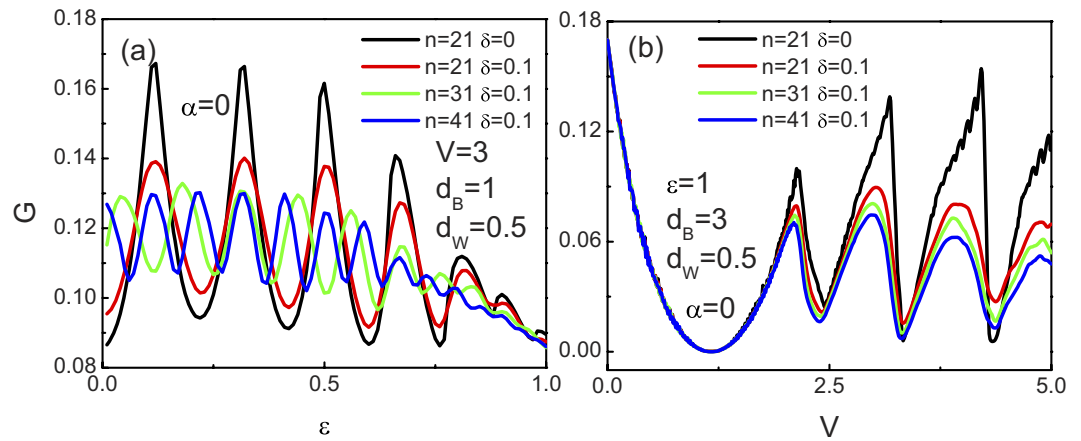 (a)
n=21 δ=0
n=21 δ=0.1
n=31 δ=0.1
n=41 δ=0.1
α=0
V=3
d_B=1
d_W=0.5
G
0.18
0.16
0.14
0.12
0.10
0.08
0.0
0.5
1.0
ε
(b)
n=21 δ=0
n=21 δ=0.1
n=31 δ=0.1
n=41 δ=0.1
ε=1
d_B=3
d_W=0.5
α=0
0.18
0.12
0.06
0.00
0.0
2.5
5.0
V